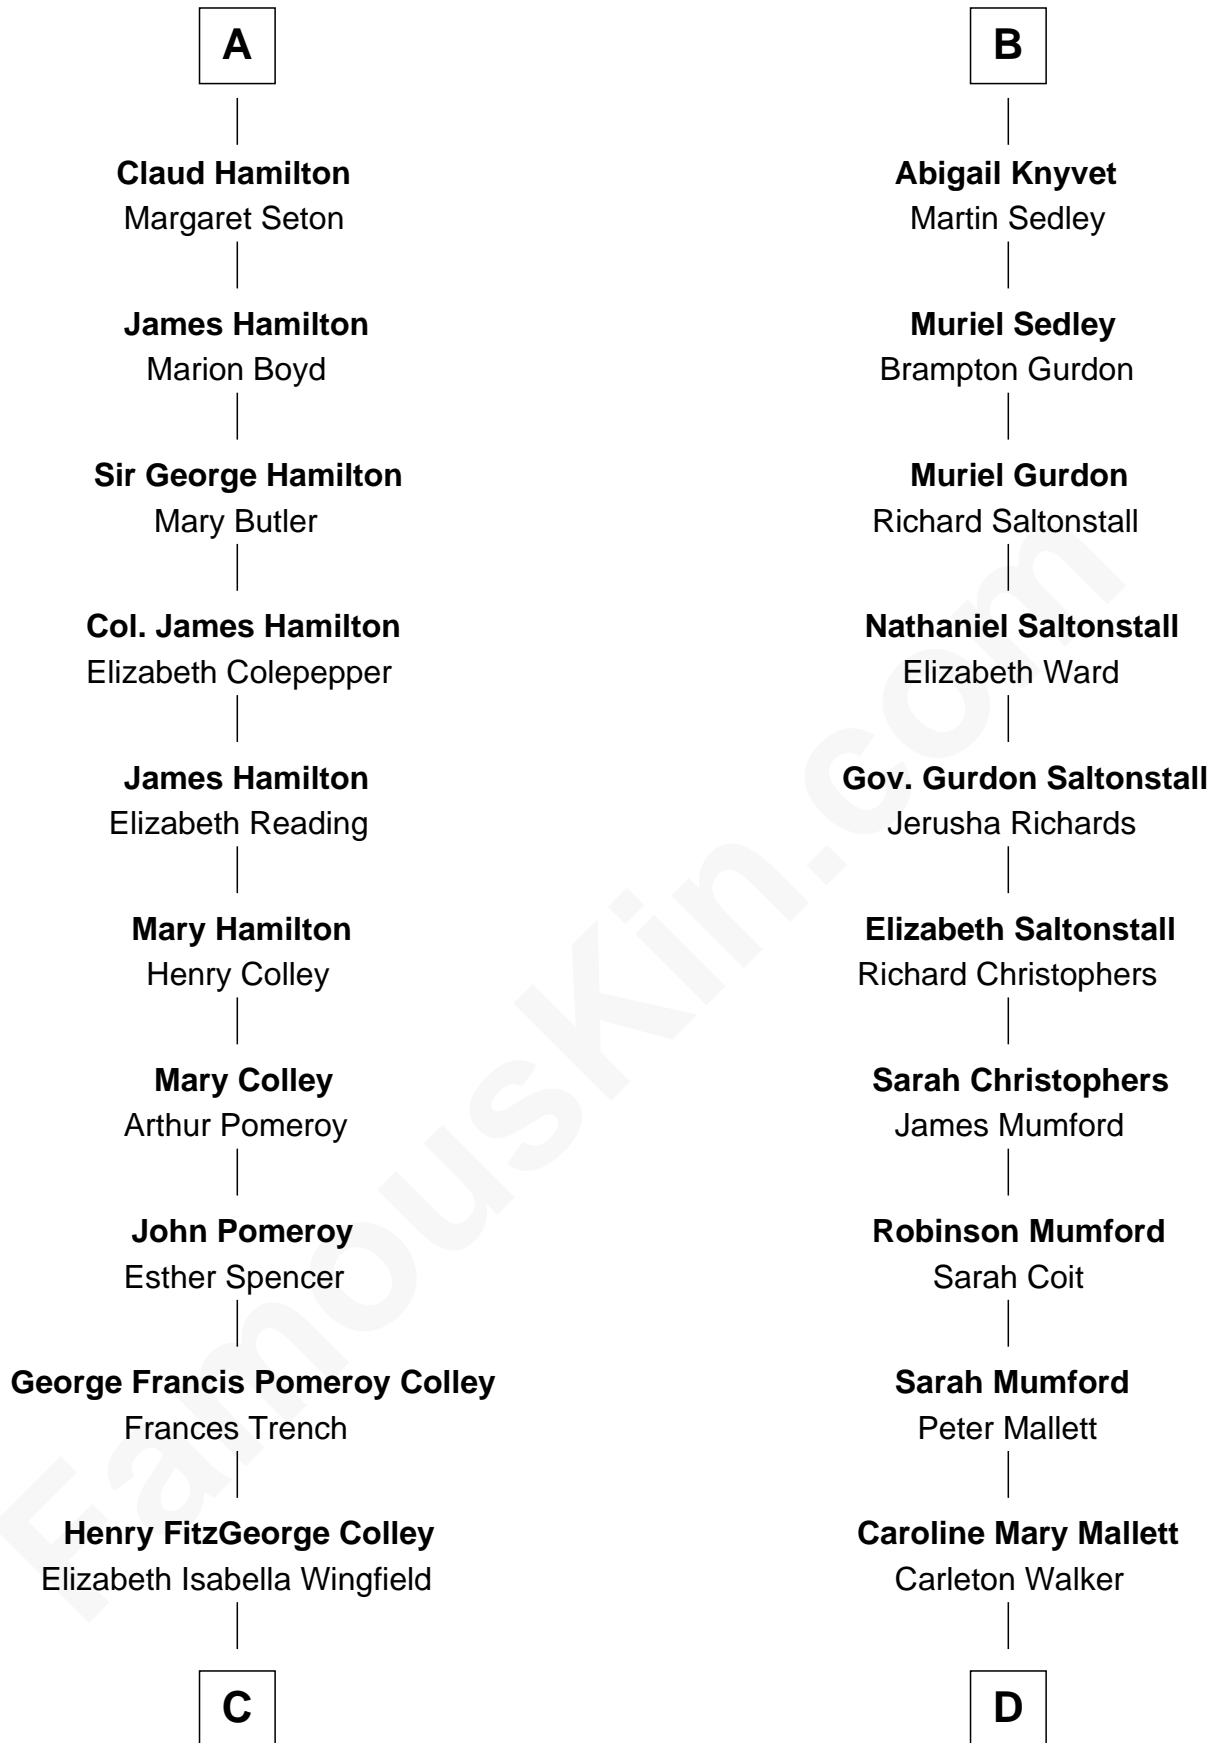 A
Claud Hamilton
Margaret Seton
James Hamilton
Marion Boyd
Sir George Hamilton
Mary Butler
Col. James Hamilton
Elizabeth Colepepper
James Hamilton
Elizabeth Reading
Mary Hamilton
Henry Colley
Mary Colley
Arthur Pomeroy
John Pomeroy
Esther Spencer
George Francis Pomeroy Colley
Frances Trench
Henry FitzGeorge Colley
Elizabeth Isabella Wingfield
C
B
Abigail Knyvet
Martin Sedley
Muriel Sedley
Brampton Gurdon
Muriel Gurdon
Richard Saltonstall
Nathaniel Saltonstall
Elizabeth Ward
Gov. Gurdon Saltonstall
Jerusha Richards
Elizabeth Saltonstall
Richard Christophers
Sarah Christophers
James Mumford
Robinson Mumford
Sarah Coit
Sarah Mumford
Peter Mallett
Caroline Mary Mallett
Carleton Walker
D
FamousKin.com